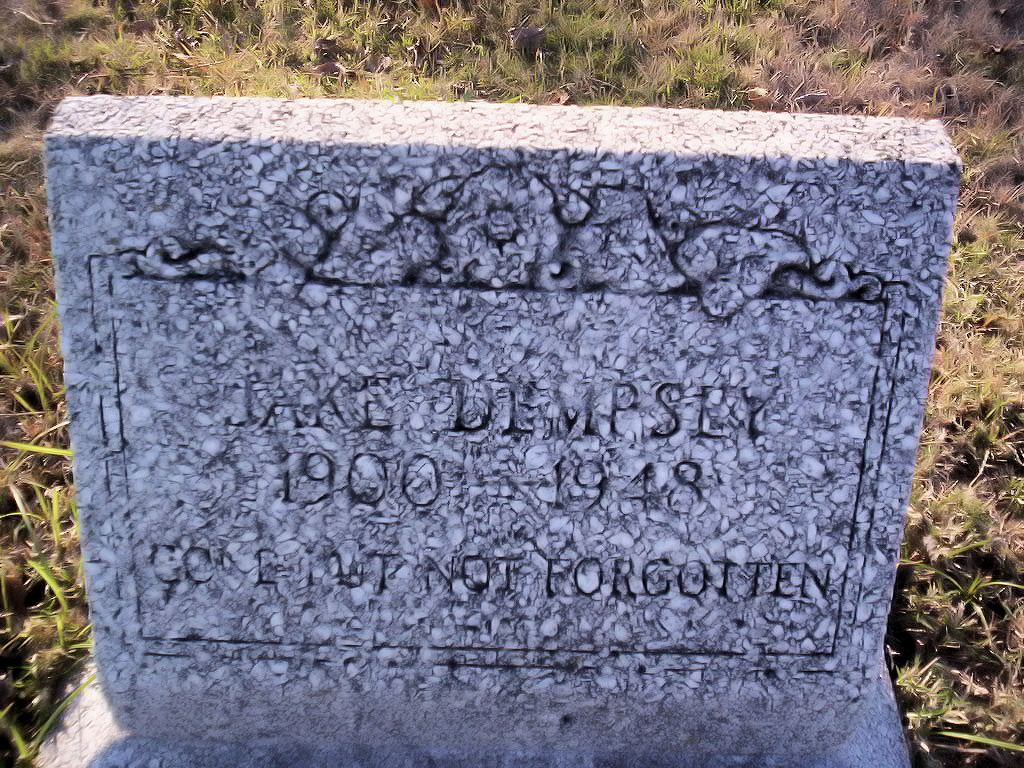 JAKE DEMPSEY
1900 - 1948
GONE BUT NOT FORGOTTEN